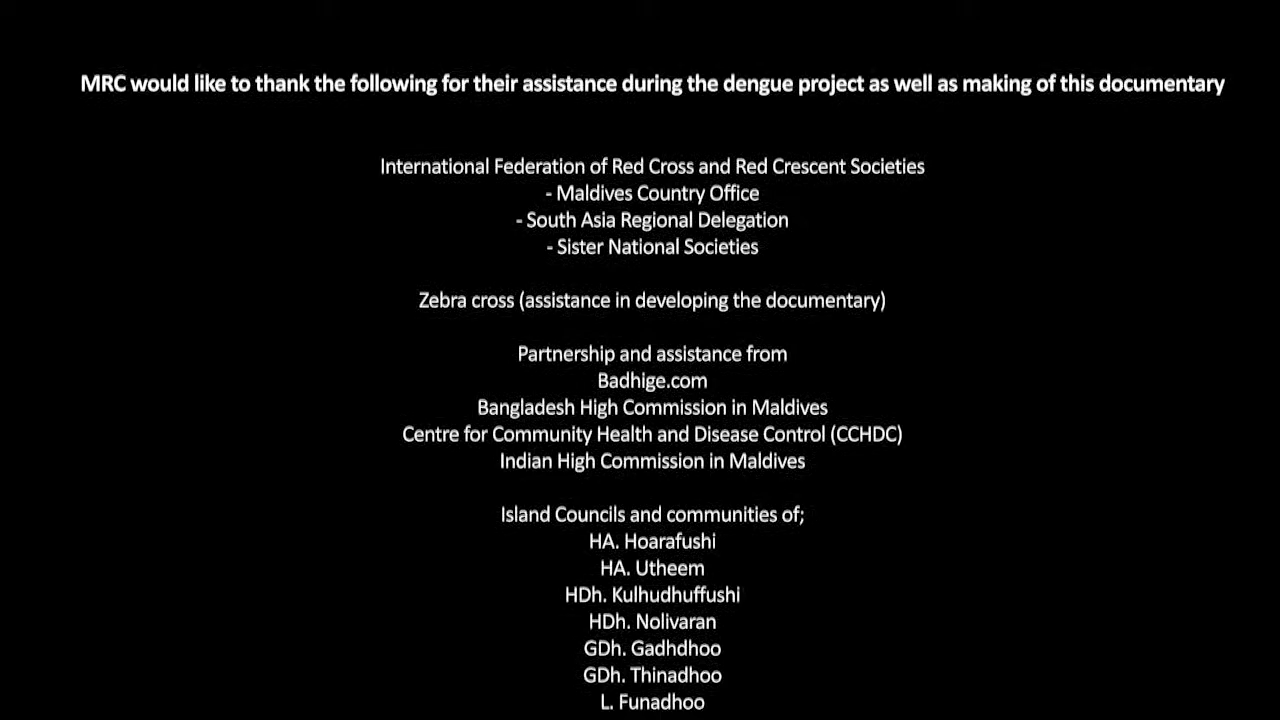 MRC would like to thank the following for their assistance during the dengue project as well as making of this documentary
International Federation of Red Cross and Red Crescent Societies
- Maldives Country Office
- South Asia Regional Delegation
- Sister National Societies
Zebra cross (assistance in developing the documentary)
Partnership and assistance from
Badhige.com
Bangladesh High Commission in Maldives
Centre for Community Health and Disease Control (CCHDC)
Indian High Commission in Maldives
Island Councils and communities of;
HA. Hoarafushi
HA. Utheem
HDh. Kulhudhuffushi
HDh. Nolivaran
GDh. Gadhdhoo
GDh. Thinadhoo
L. Funadhoo